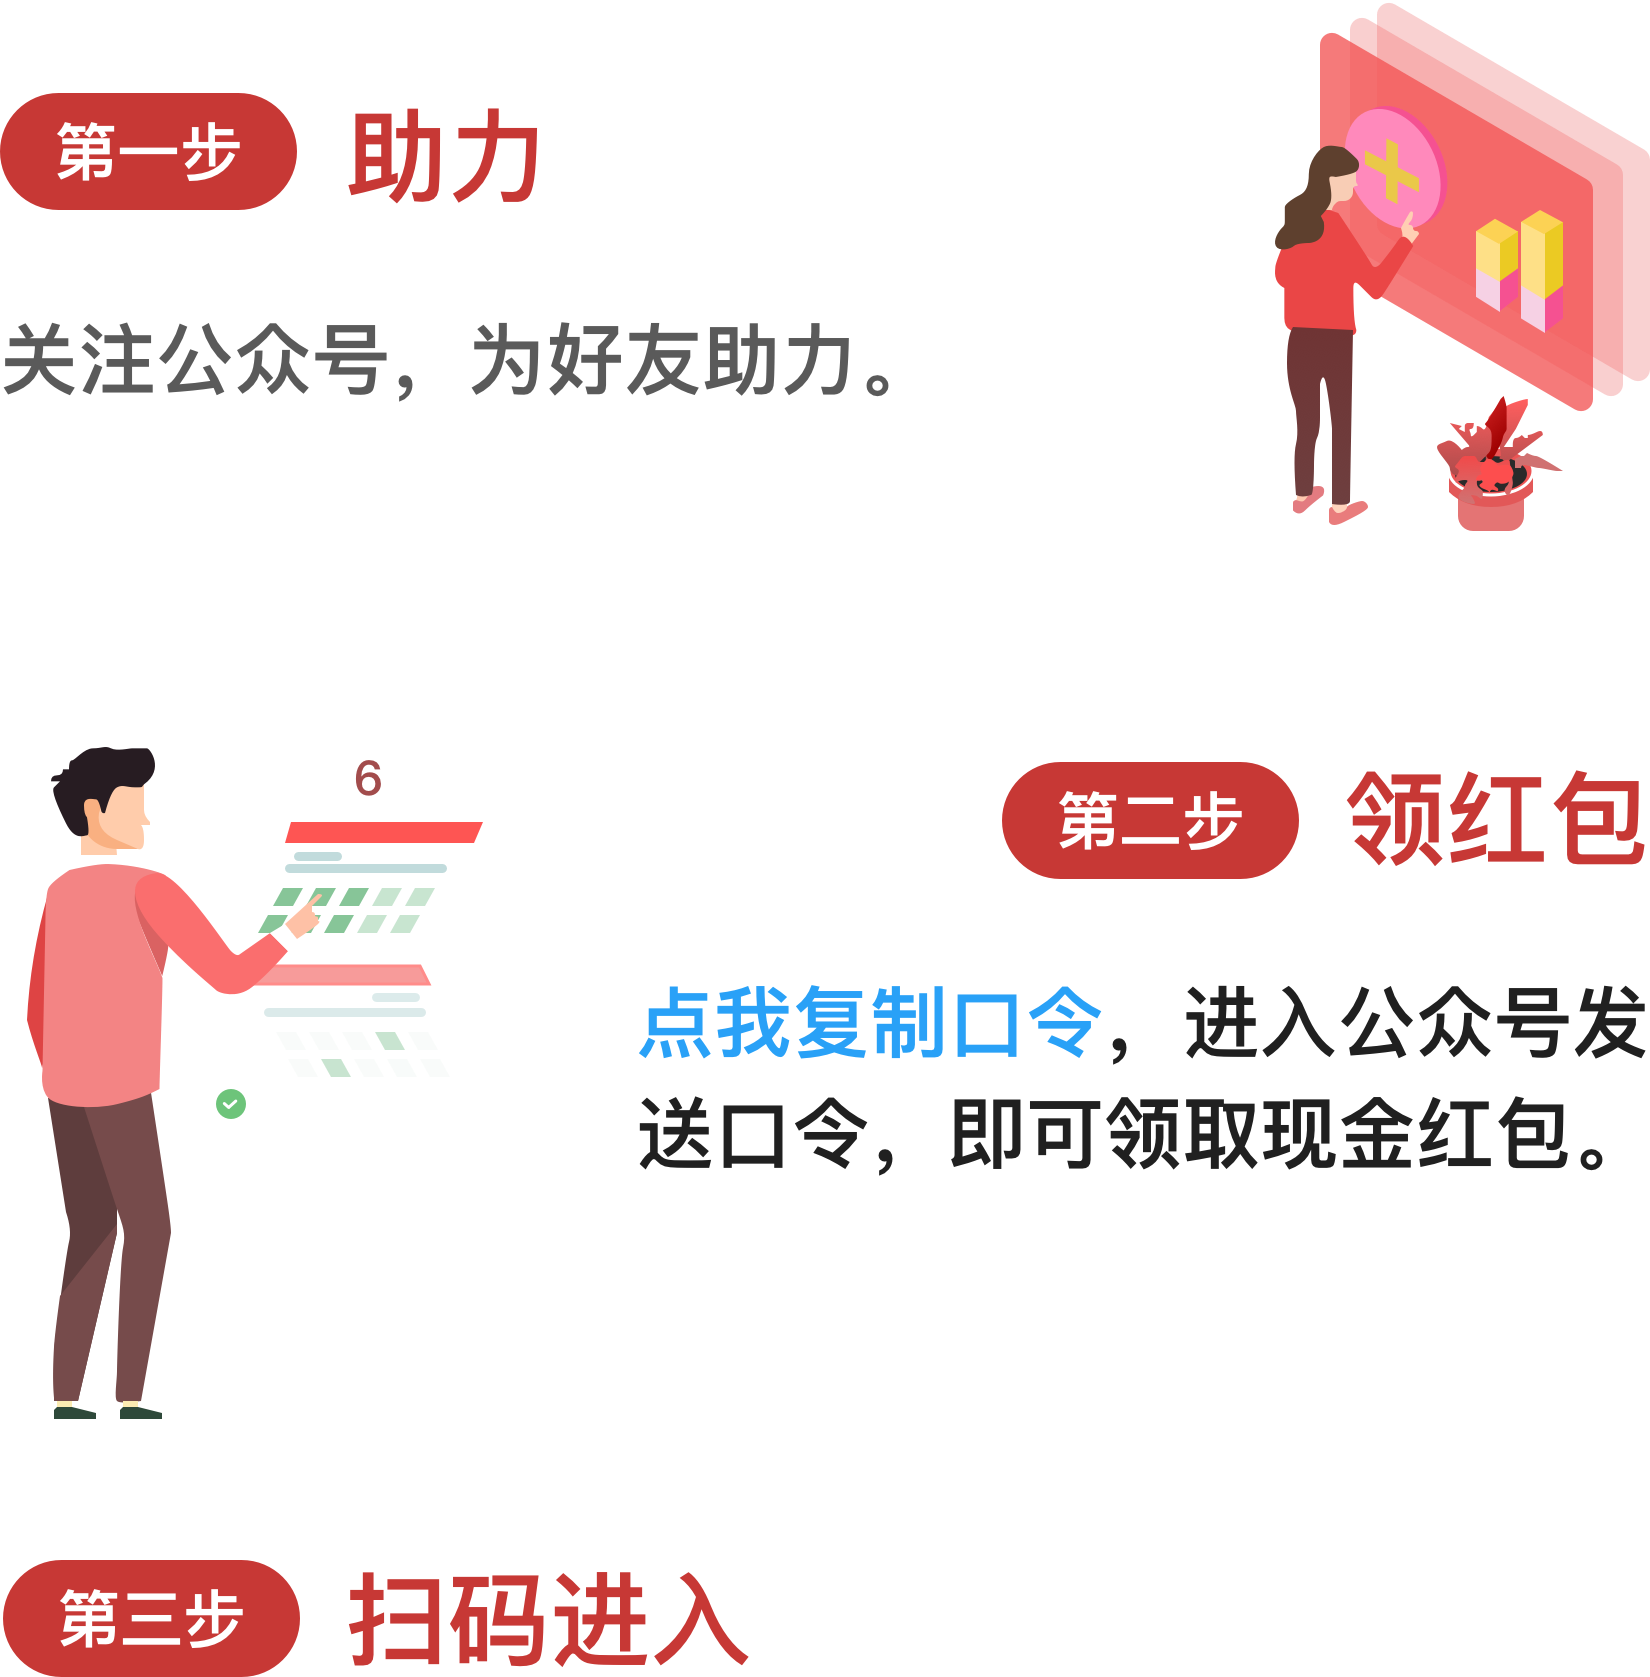 第一步 助力
关注公众号，为好友助力。
6
第二步 领红包
点我复制口令，进入公众号发
送口令，即可领取现金红包。
第三步 扫码进入